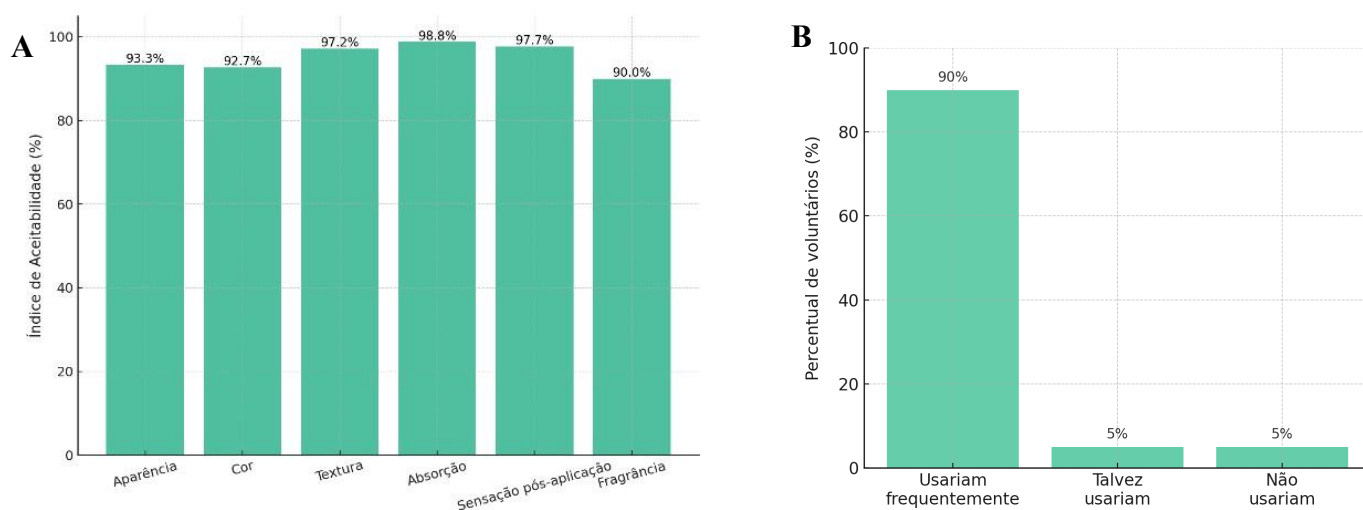 A
Índice de Aceitabilidade (%)
100
80
60
40
20
0
93.3%
92.7%
97.2%
98.8%
97.7%
90.0%
Aparência
Cor
Textura
Absorção
Sensação pós-aplicação
Fragrância
B
Percentual de voluntários (%)
100
80
60
40
20
0
90%
5%
5%
Usariam
frequentemente
Talvez
usariam
Não
usariam